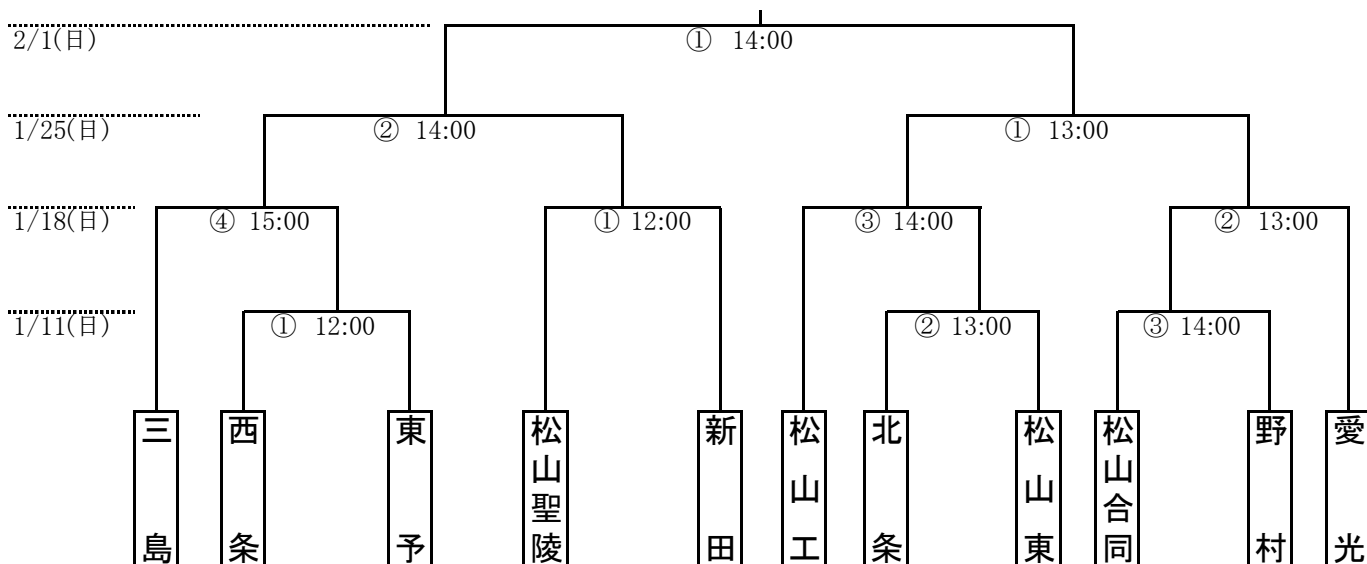 2/1(日)
① 14:00
1/25(日)
② 14:00
① 13:00
1/18(日)
④ 15:00
① 12:00
③ 14:00
② 13:00
1/11(日)
① 12:00
② 13:00
③ 14:00
三島
西条
東予
松山聖陵
新田
松山工
北条
松山東
松山合同
野村
愛光